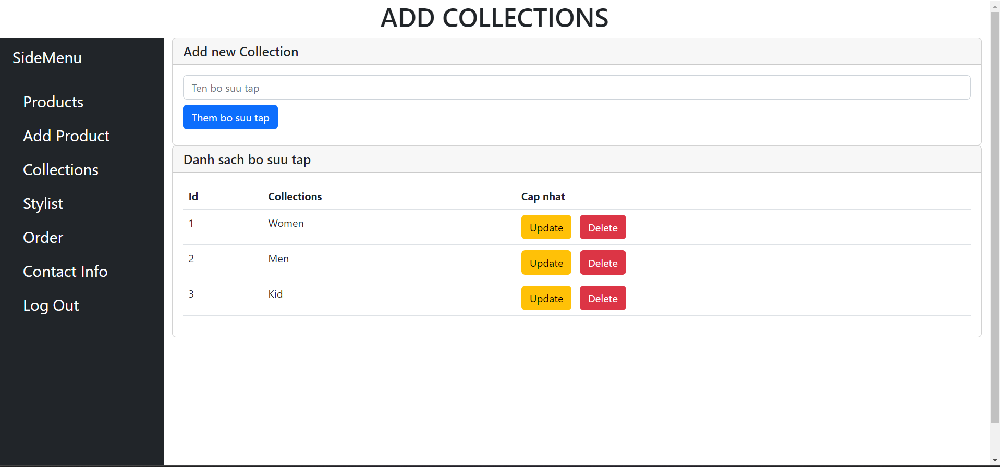 ADD COLLECTIONS
SideMenu
Products
Add Product
Collections
Stylist
Order
Contact Info
Log Out
Add new Collection
Ten bo suu tap
Them bo suu tap
Danh sach bo suu tap
Id Collections Cap nhat
1 Women Update Delete
2 Men Update Delete
3 Kid Update Delete